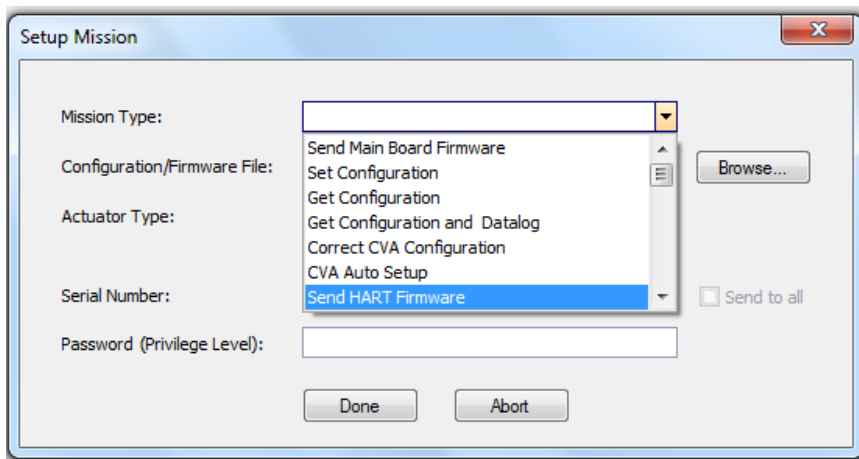 Setup Mission
Mission Type:
Send Main Board Firmware
Set Configuration
Configuration/Firmware File:
Browse...
Get Configuration
Actuator Type:
Get Configuration and Datalog
Correct CVA Configuration
CVA Auto Setup
Serial Number:
Send HART Firmware
Send to all
Password (Privilege Level):
Done
Abort